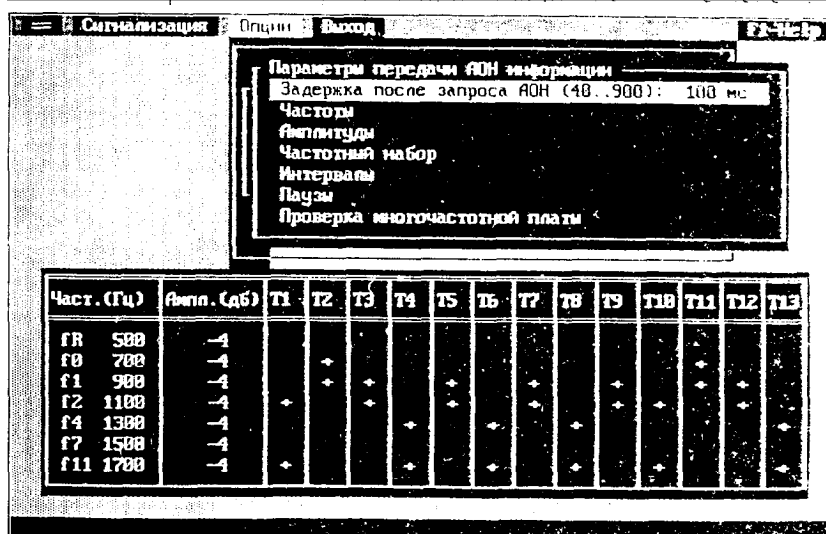 ≡ Сигнализация Опции Выход F1-Help
Параметры передачи АОН информации
Задержка после запроса АОН (40..900): 100 мс
Частоты
Амплитуды
Частотный набор
Интервалы
Паузы
Проверка многочастотной платы
Част.(Гц) Ампл.(дб) T1 T2 T3 T4 T5 T6 T7 T8 T9 T10 T11 T12 T13
fR 500 -4
f0 700 -4 + +
f1 900 -4 + + + + + + +
f2 1100 -4 + + + + + + +
f4 1300 -4 + + + +
f7 1500 -4
f11 1700 -4 + + + + + +